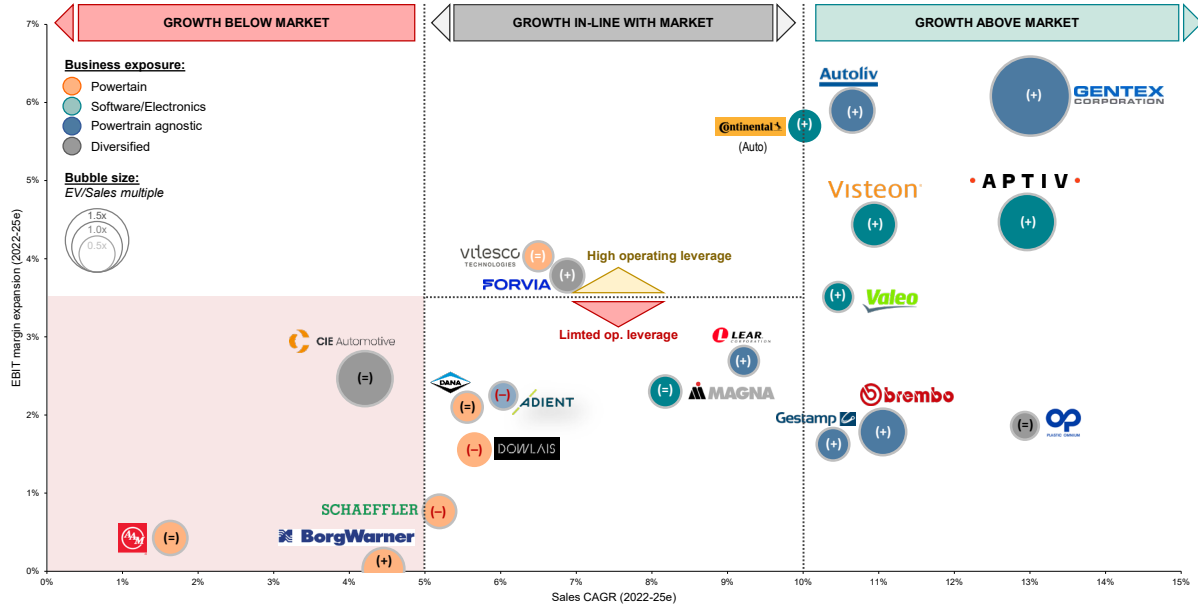 GROWTH BELOW MARKET
GROWTH IN-LINE WITH MARKET
GROWTH ABOVE MARKET
7%
6%
5%
4%
3%
2%
1%
0%
EBIT margin expansion (2022-25e)
Business exposure:
Powertain
Software/Electronics
Powertrain agnostic
Diversified
Bubble size:
EV/Sales multiple
1.5x
1.0x
0.5x
Autoliv
(+)
(+)
GENTEX
CORPORATION
Continental
(+)
(Auto)
Visteon
(+)
• APTIV •
(+)
vitesco
TECHNOLOGIES
(=)
FORVIA
(+)
High operating leverage
Limted op. leverage
(+)
Valeo
CIE Automotive
(=)
LEAR
CORPORATION
(+)
DANA
(=)
(–)
ADIENT
(=)
MAGNA
(–)
DOWLAIS
brembo
(+)
Gestamp
(+)
(=)
OP
PLASTIC OMNIUM
SCHAEFFLER
(–)
AAM
(=)
BorgWarner
(+)
0%
1%
2%
3%
4%
5%
6%
7%
8%
9%
10%
11%
12%
13%
14%
15%
Sales CAGR (2022-25e)